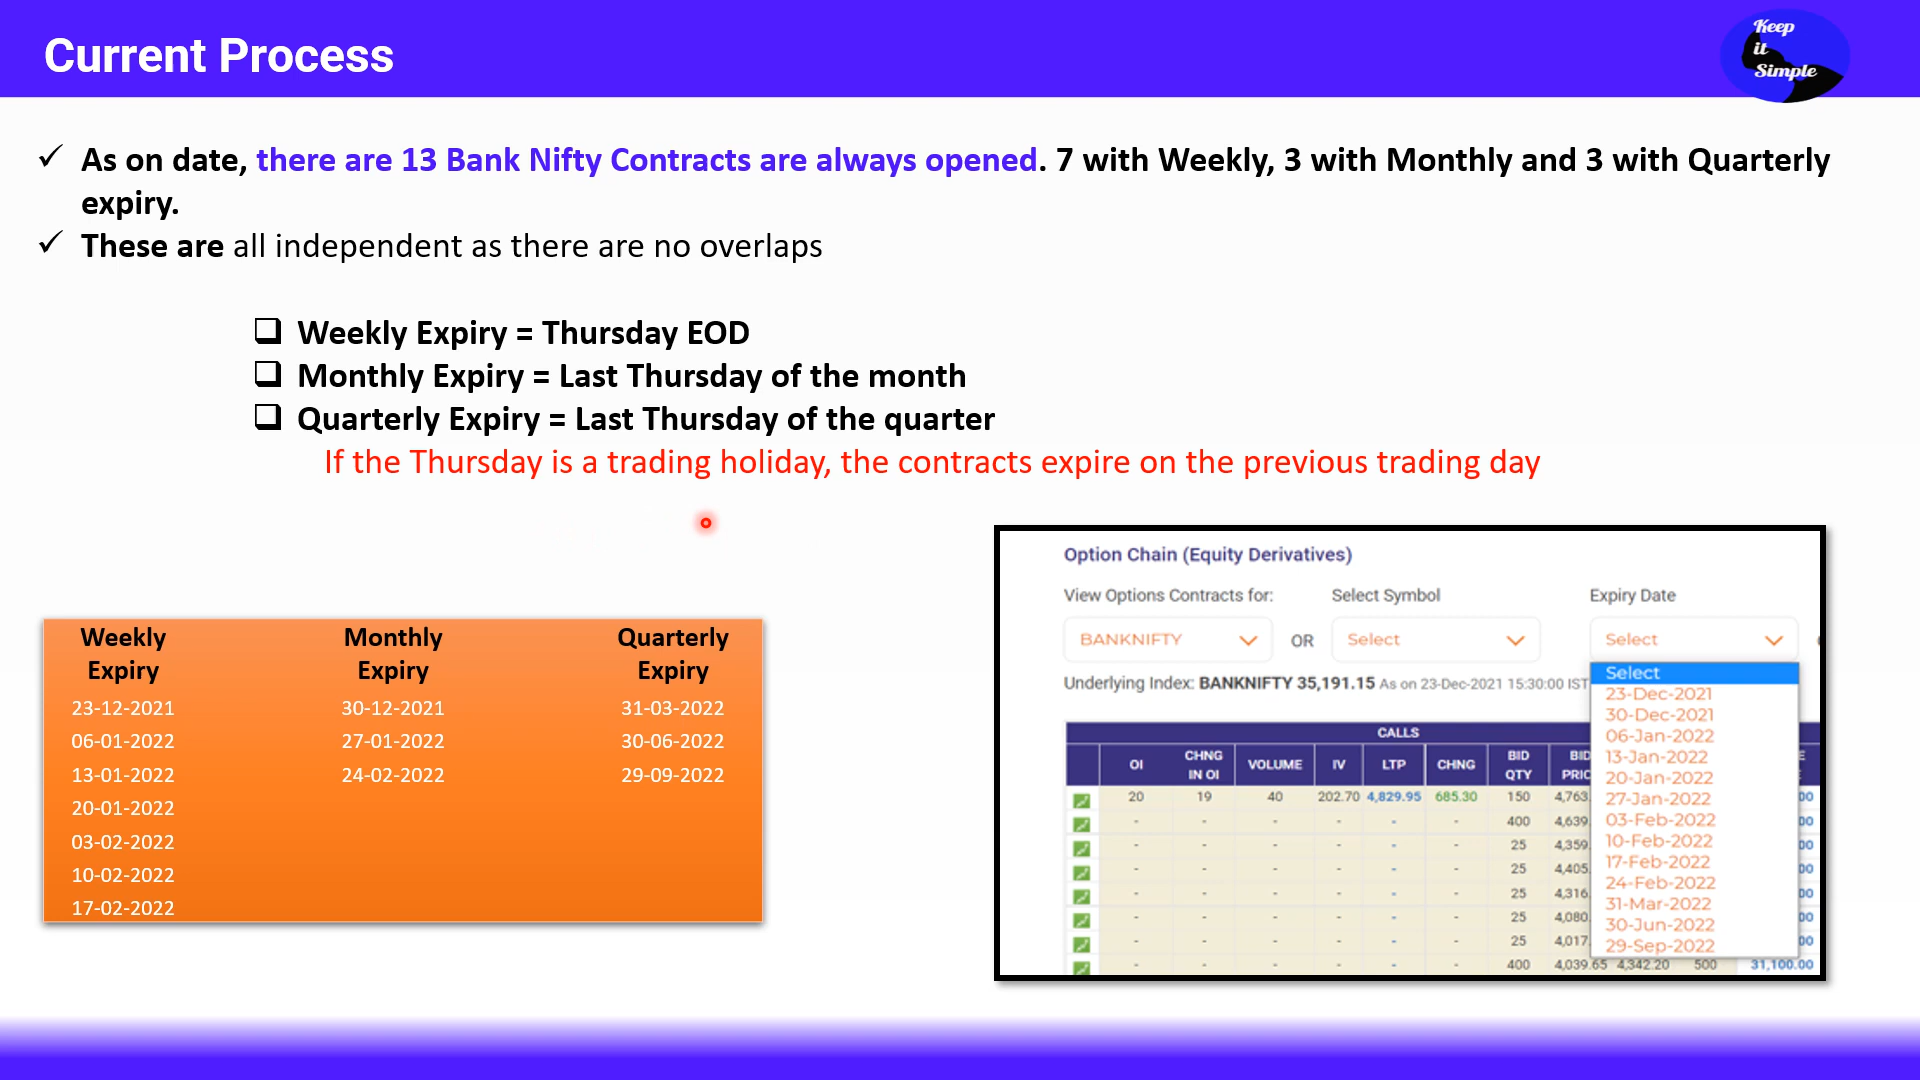 Current Process
Keep
it
Simple
As on date, there are 13 Bank Nifty Contracts are always opened. 7 with Weekly, 3 with Monthly and 3 with Quarterly
expiry.
These are all independent as there are no overlaps
Weekly Expiry = Thursday EOD
Monthly Expiry = Last Thursday of the month
Quarterly Expiry = Last Thursday of the quarter
If the Thursday is a trading holiday, the contracts expire on the previous trading day
Weekly Expiry Monthly Expiry Quarterly Expiry
23-12-2021 30-12-2021 31-03-2022
06-01-2022 27-01-2022 30-06-2022
13-01-2022 24-02-2022 29-09-2022
20-01-2022
03-02-2022
10-02-2022
17-02-2022
Option Chain (Equity Derivatives)
View Options Contracts for: Select Symbol Expiry Date
BANKNIFTY OR Select Select
Underlying Index: BANKNIFTY 35,191.15 As on 23-Dec-2021 15:30:00 IST
Select
23-Dec-2021
30-Dec-2021
06-Jan-2022
13-Jan-2022
20-Jan-2022
27-Jan-2022
03-Feb-2022
10-Feb-2022
17-Feb-2022
24-Feb-2022
31-Mar-2022
30-Jun-2022
29-Sep-2022
CALLS
OI CHNG IN OI VOLUME IV LTP CHNG BID QTY BID PRIC
20 19 40 202.70 4,829.95 685.30 150 4,763. 00
- - - - - - 400 4,639. 00
- - - - - - 25 4,359. 00
- - - - - - 25 4,405. 00
- - - - - - 25 4,316. 00
- - - - - - 25 4,080. 00
- - - - - - 25 4,017. 00
- - - - - - 400 4,039.65 4,342.20 500 31,100.00